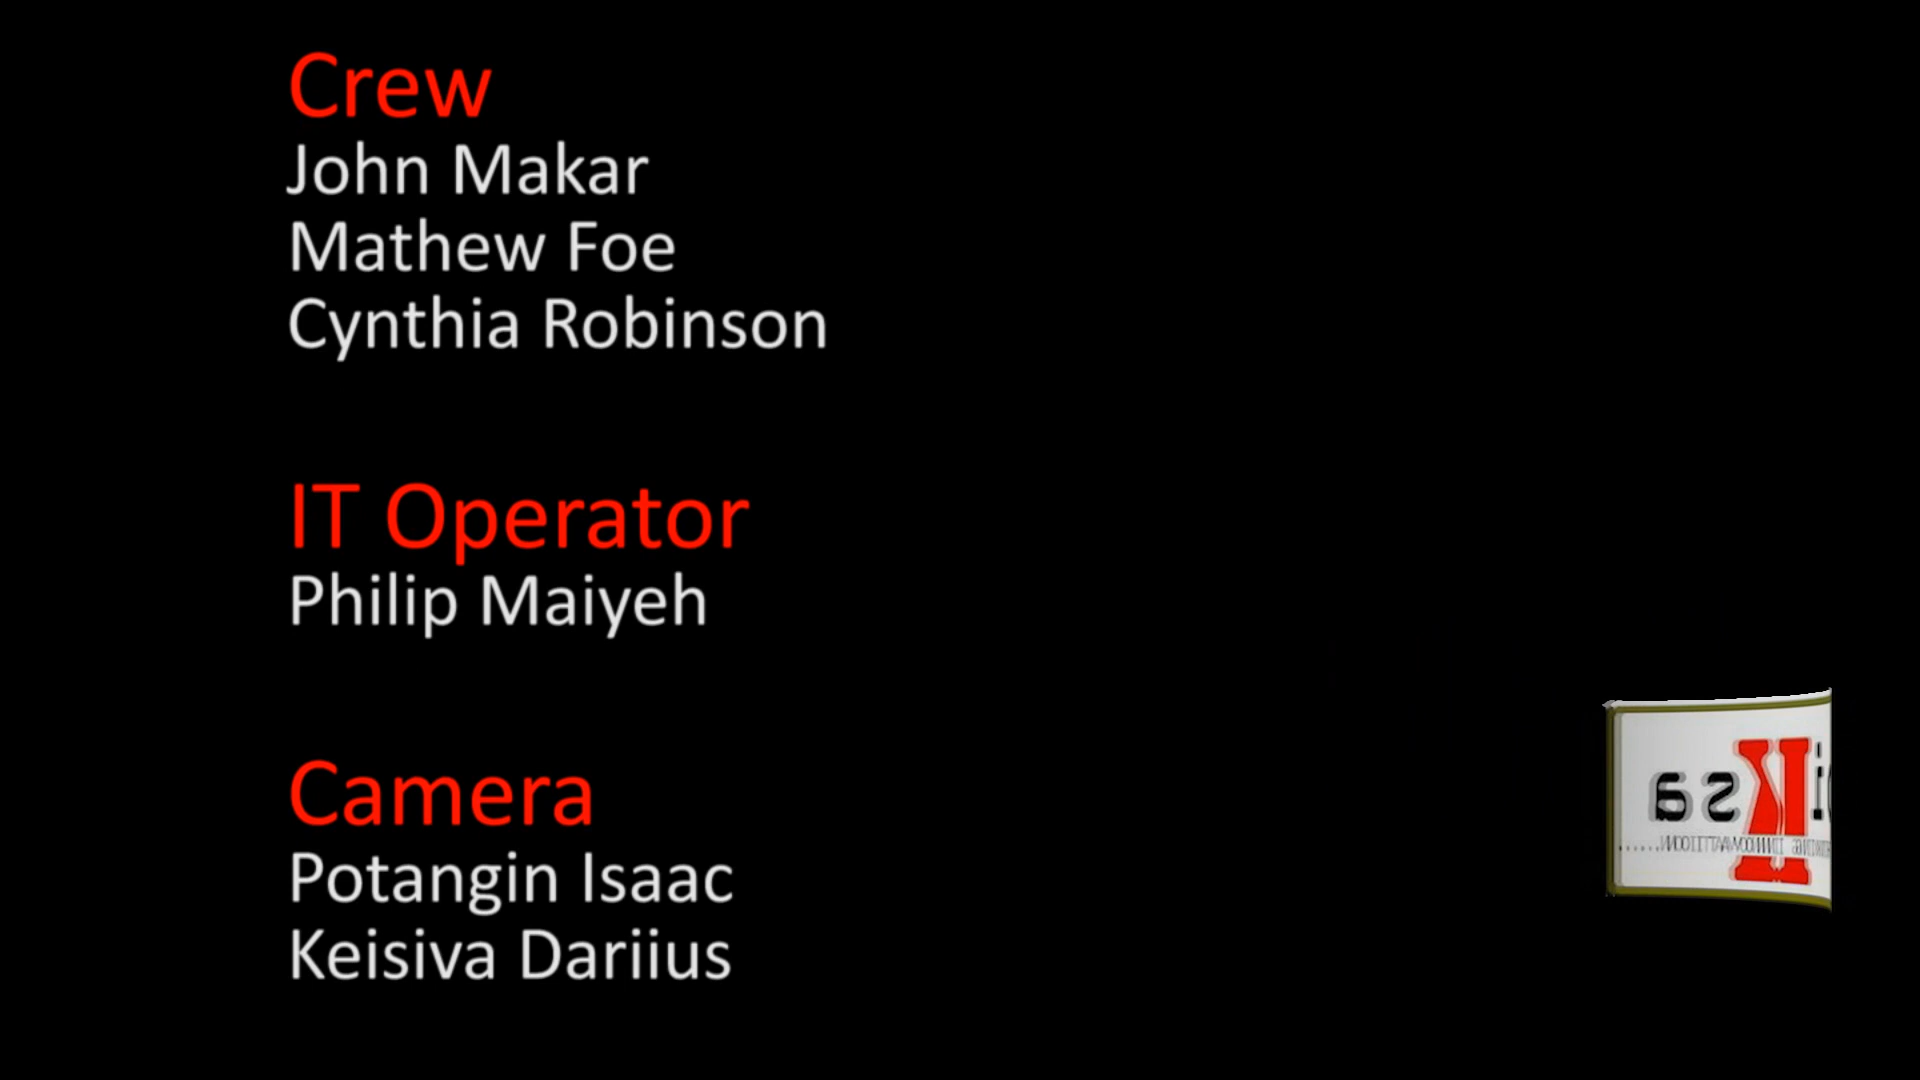 Crew
John Makar
Mathew Foe
Cynthia Robinson
IT Operator
Philip Maiyeh
Camera
Potangin Isaac
Keisiva Dariius